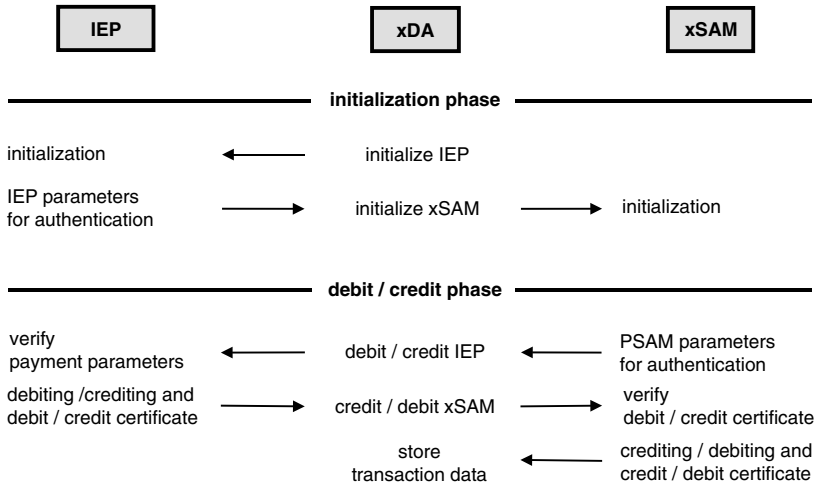 IEP xDA xSAM
initialization phase
initialization initialize IEP
IEP parameters
for authentication initialize xSAM initialization
debit / credit phase
verify
payment parameters debit / credit IEP PSAM parameters
for authentication
debiting /crediting and
debit / credit certificate credit / debit xSAM verify
debit / credit certificate
store
transaction data crediting / debiting and
credit / debit certificate